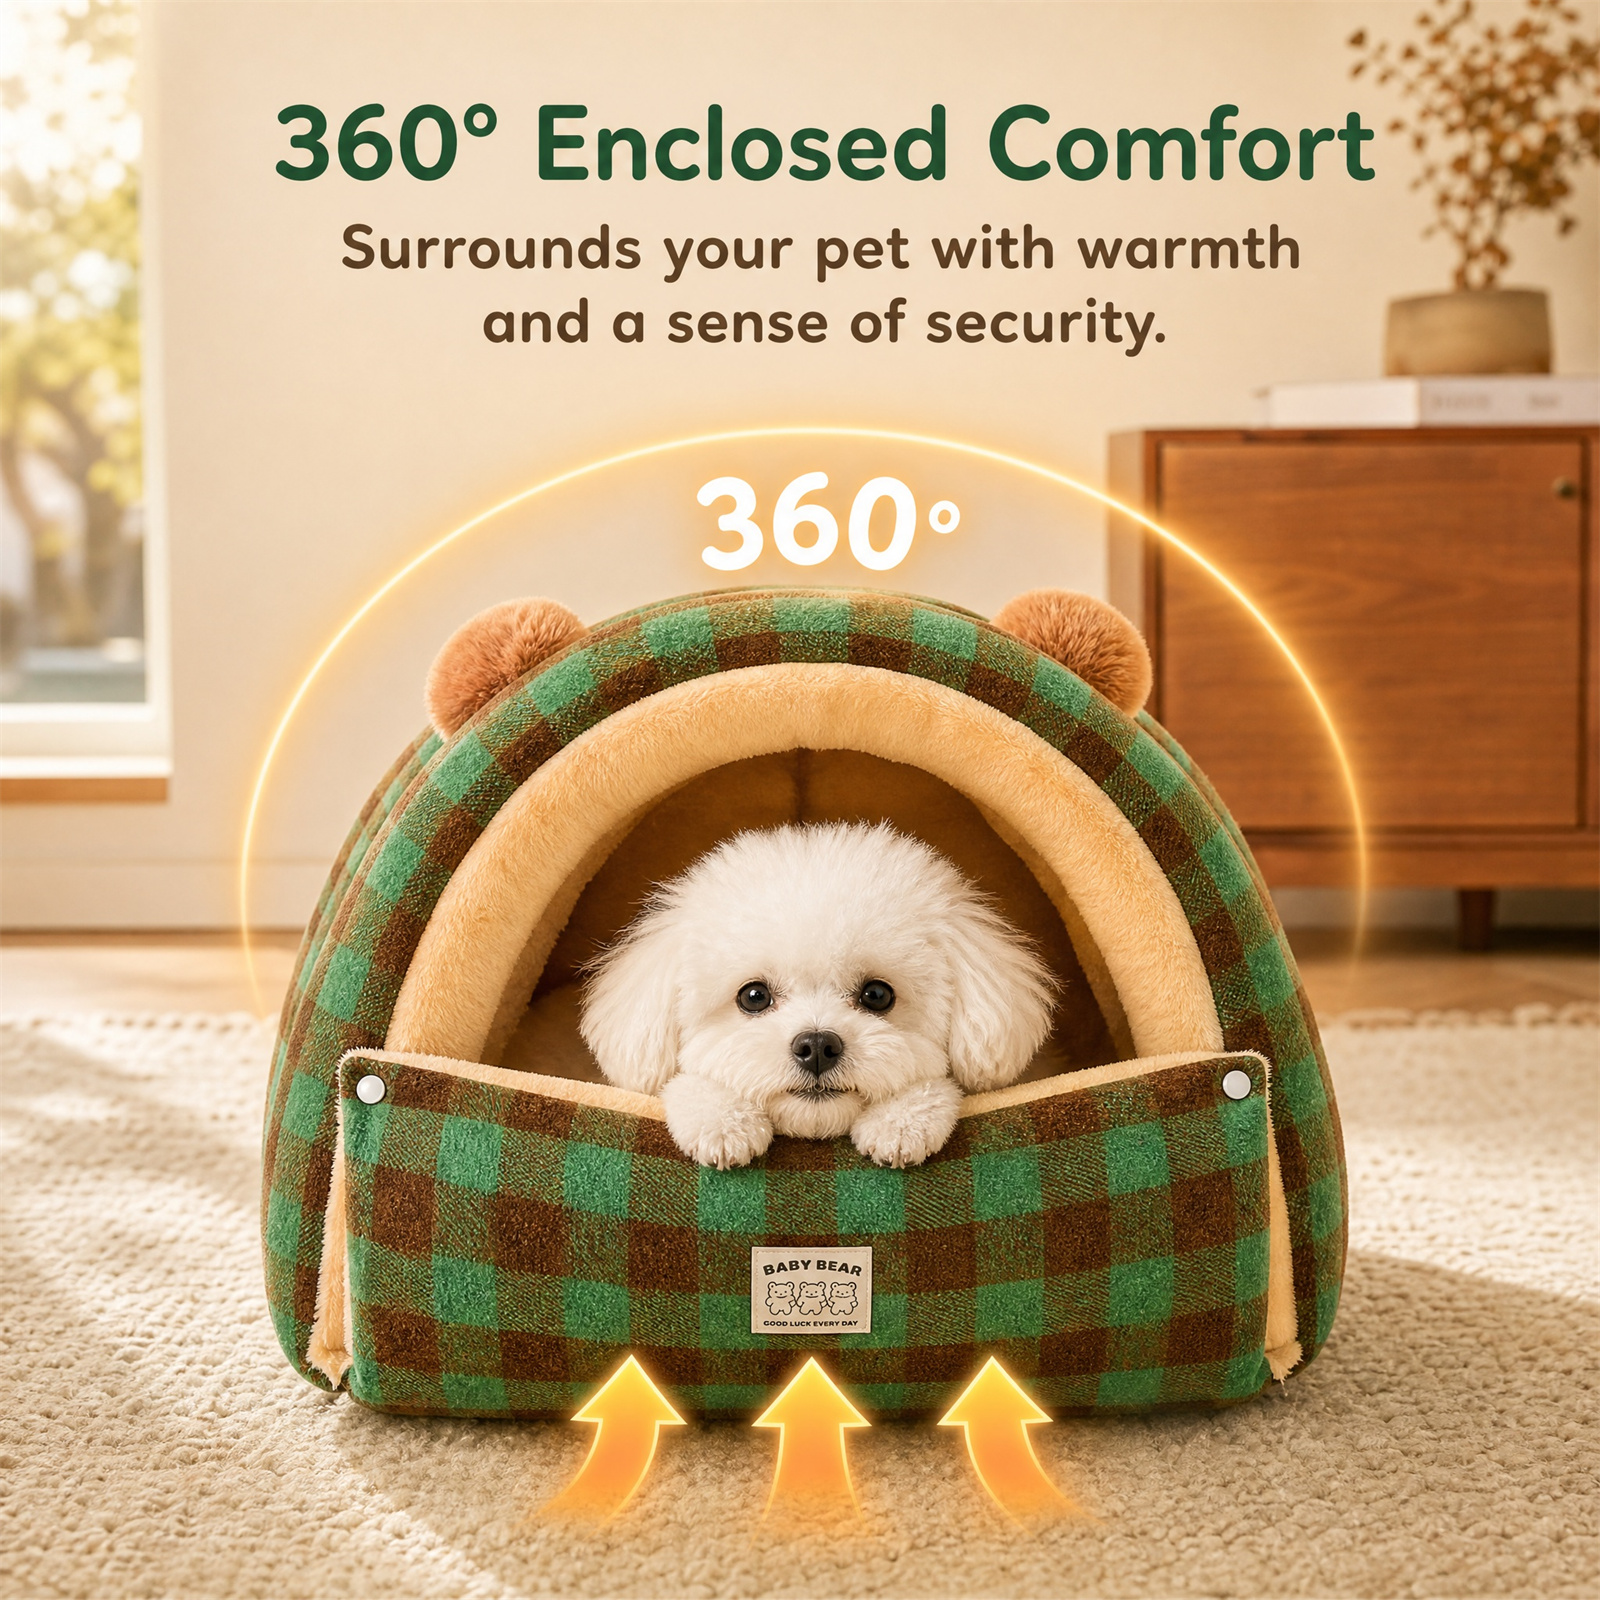 360° Enclosed Comfort
Surrounds your pet with warmth
and a sense of security.
360°
BABY BEAR
GOOD LUCK EVERY DAY